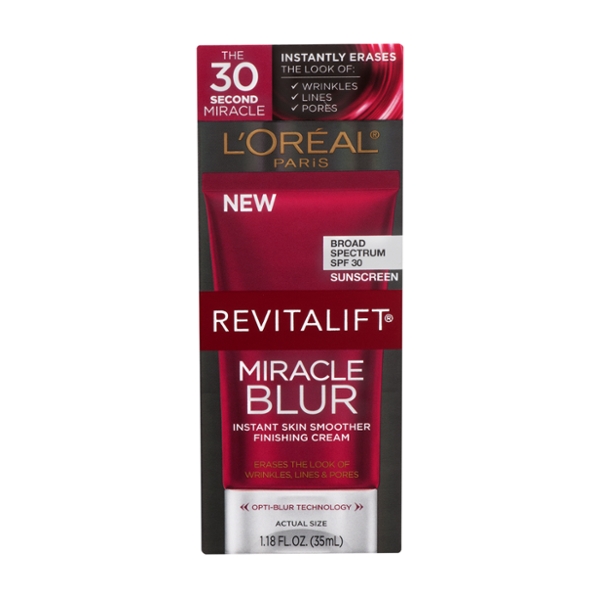 THE
30
SECOND
MIRACLE
INSTANTLY ERASES
THE LOOK OF:
✓ WRINKLES
✓ LINES
✓ PORES
L'ORÉAL®
PARIS
NEW
BROAD
SPECTRUM
SPF 30
SUNSCREEN
REVITALIFT®
MIRACLE
BLUR
INSTANT SKIN SMOOTHER
FINISHING CREAM
ERASES THE LOOK OF
WRINKLES, LINES & PORES
OPTI-BLUR TECHNOLOGY
ACTUAL SIZE
1.18 FL.OZ. (35mL)